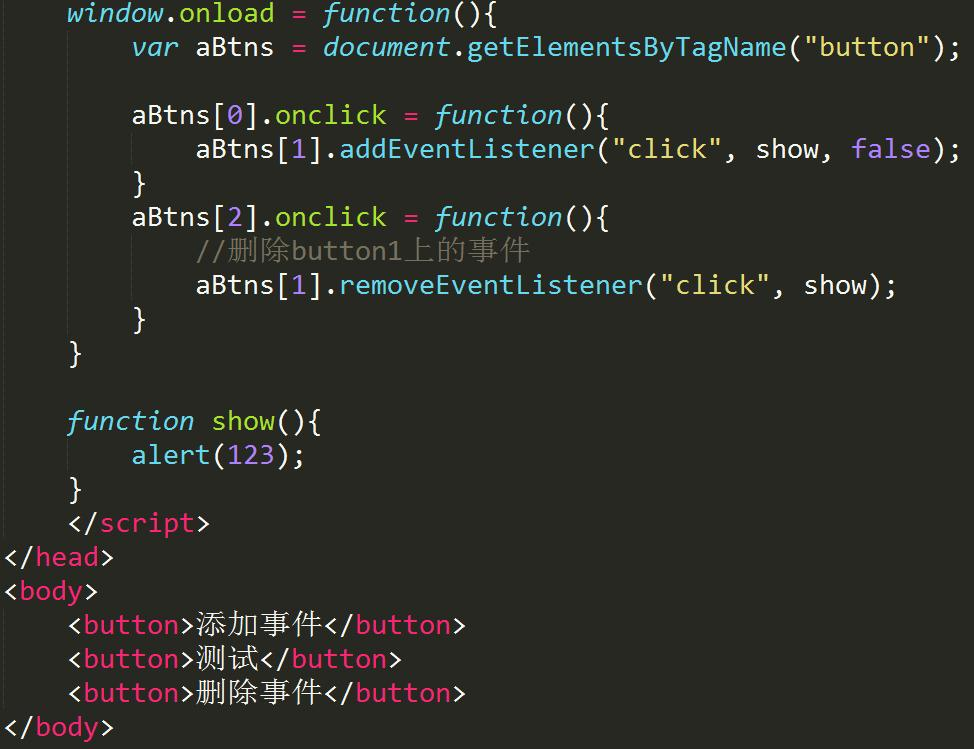 window.onload = function(){
var aBtns = document.getElementsByTagName("button");
aBtns[0].onclick = function(){
aBtns[1].addEventListener("click", show, false);
}
aBtns[2].onclick = function(){
//删除button1上的事件
aBtns[1].removeEventListener("click", show);
}
}
function show(){
alert(123);
}
</script>
</head>
<body>
<button>添加事件</button>
<button>测试</button>
<button>删除事件</button>
</body>